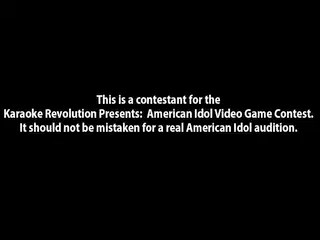 This is a contestant for the
Karaoke Revolution Presents: American Idol Video Game Contest.
It should not be mistaken for a real American Idol audition.